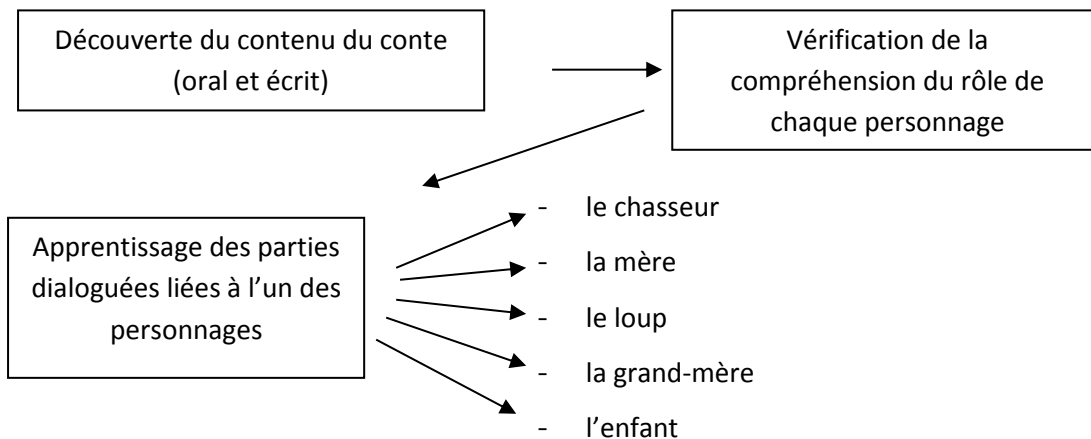 Découverte du contenu du conte
(oral et écrit)
Vérification de la
compréhension du rôle de
chaque personnage
Apprentissage des parties
dialoguées liées à l’un des
personnages
- le chasseur
- la mère
- le loup
- la grand-mère
- l’enfant